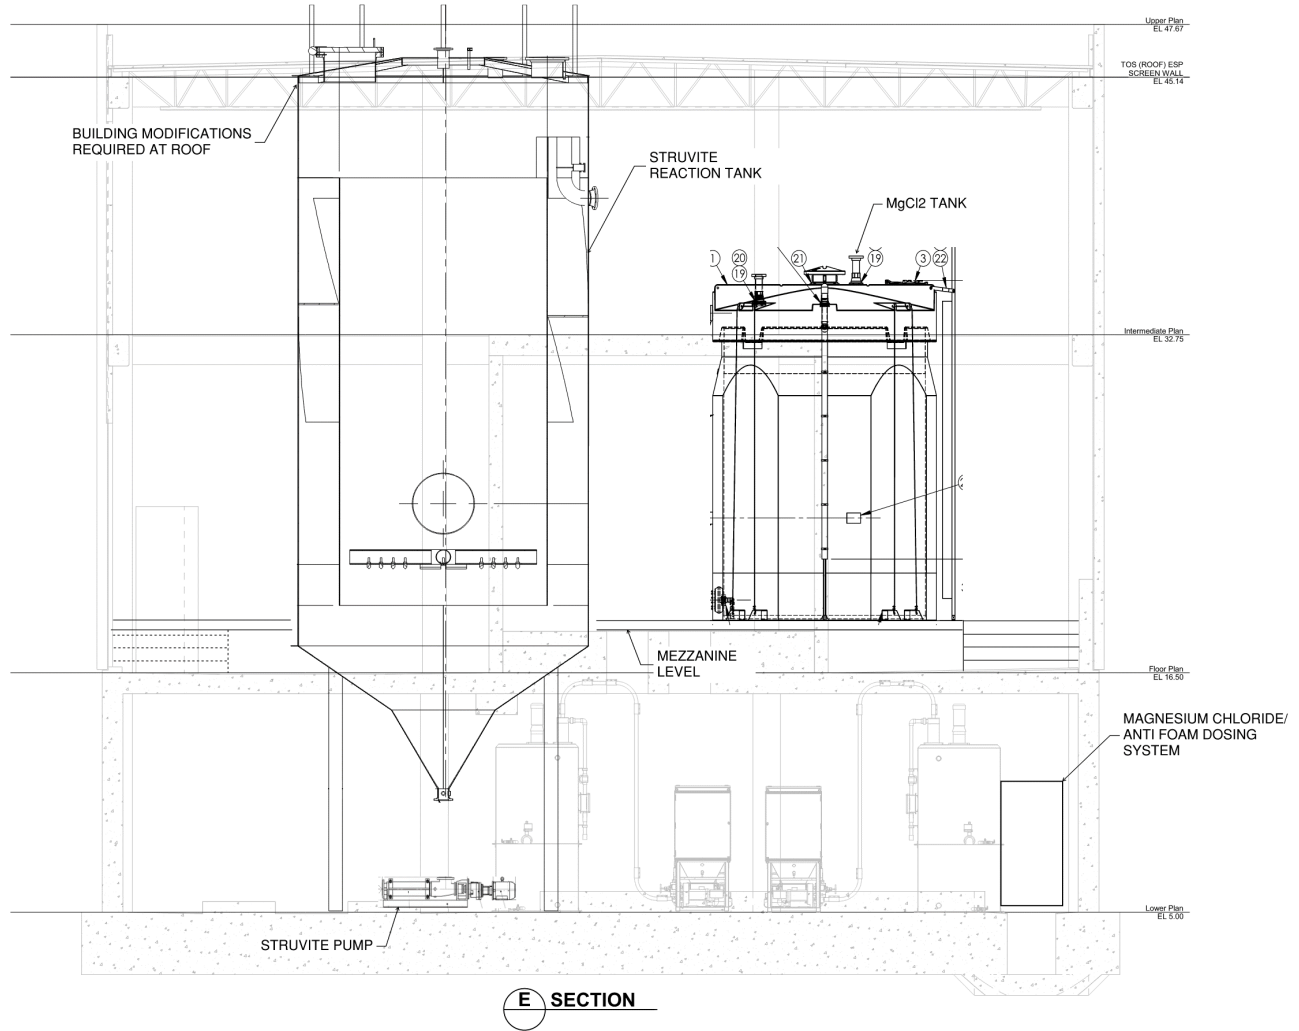 Upper Plan
EL 47.67
TOS (ROOF) ESP
SCREEN WALL
EL 45.14
BUILDING MODIFICATIONS
REQUIRED AT ROOF
STRUVITE
REACTION TANK
MgCl2 TANK
1
20
19
21
19
3
22
Intermediate Plan
EL 32.75
MEZZANINE
LEVEL
Floor Plan
EL 16.50
MAGNESIUM CHLORIDE/
ANTI FOAM DOSING
SYSTEM
Lower Plan
EL 5.00
STRUVITE PUMP
E SECTION